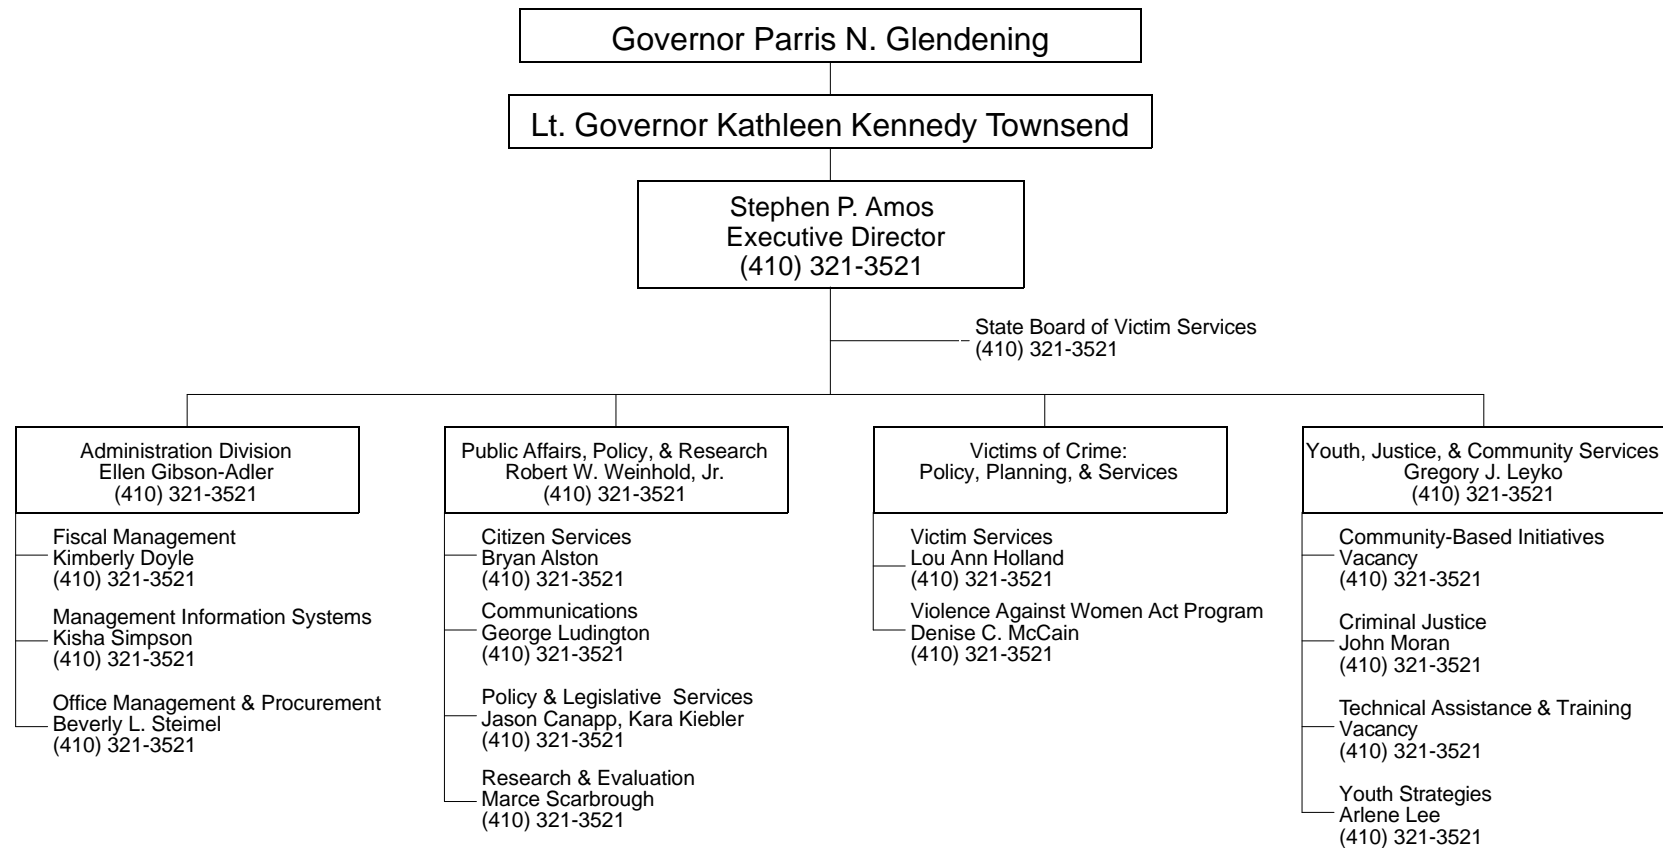 Governor Parris N. Glendening
Lt. Governor Kathleen Kennedy Townsend
Stephen P. Amos
Executive Director
(410) 321-3521
State Board of Victim Services
(410) 321-3521
Administration Division
Ellen Gibson-Adler
(410) 321-3521
Fiscal Management
Kimberly Doyle
(410) 321-3521
Management Information Systems
Kisha Simpson
(410) 321-3521
Office Management & Procurement
Beverly L. Steimel
(410) 321-3521
Public Affairs, Policy, & Research
Robert W. Weinhold, Jr.
(410) 321-3521
Citizen Services
Bryan Alston
(410) 321-3521
Communications
George Ludington
(410) 321-3521
Policy & Legislative  Services
Jason Canapp, Kara Kiebler
(410) 321-3521
Research & Evaluation
Marce Scarbrough
(410) 321-3521
Victims of Crime:
Policy, Planning, & Services
Victim Services
Lou Ann Holland
(410) 321-3521
Violence Against Women Act Program
Denise C. McCain
(410) 321-3521
Youth, Justice, & Community Services
Gregory J. Leyko
(410) 321-3521
Community-Based Initiatives
Vacancy
(410) 321-3521
Criminal Justice
John Moran
(410) 321-3521
Technical Assistance & Training
Vacancy
(410) 321-3521
Youth Strategies
Arlene Lee
(410) 321-3521